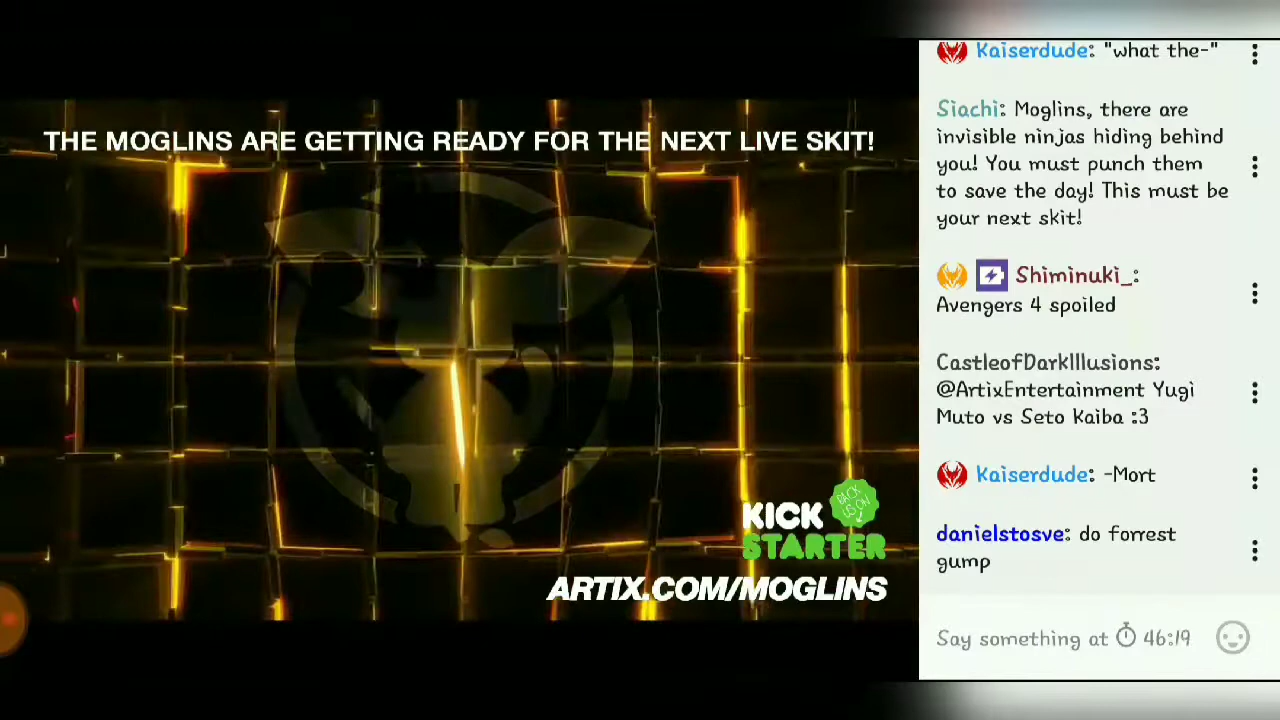 THE MOGLINS ARE GETTING READY FOR THE NEXT LIVE SKIT!
BACK
US ON
KICK
STARTER
ARTIX.COM/MOGLINS
Kaiserdude: "what the-"
Siachi: Moglins, there are
invisible ninjas hiding behind
you! You must punch them
to save the day! This must be
your next skit!
Shiminuki_:
Avengers 4 spoiled
CastleofDarkIllusions:
@ArtixEntertainment Yugi
Muto vs Seto Kaiba :3
Kaiserdude: -Mort
danielstosve: do forrest
gump
Say something at 46:19